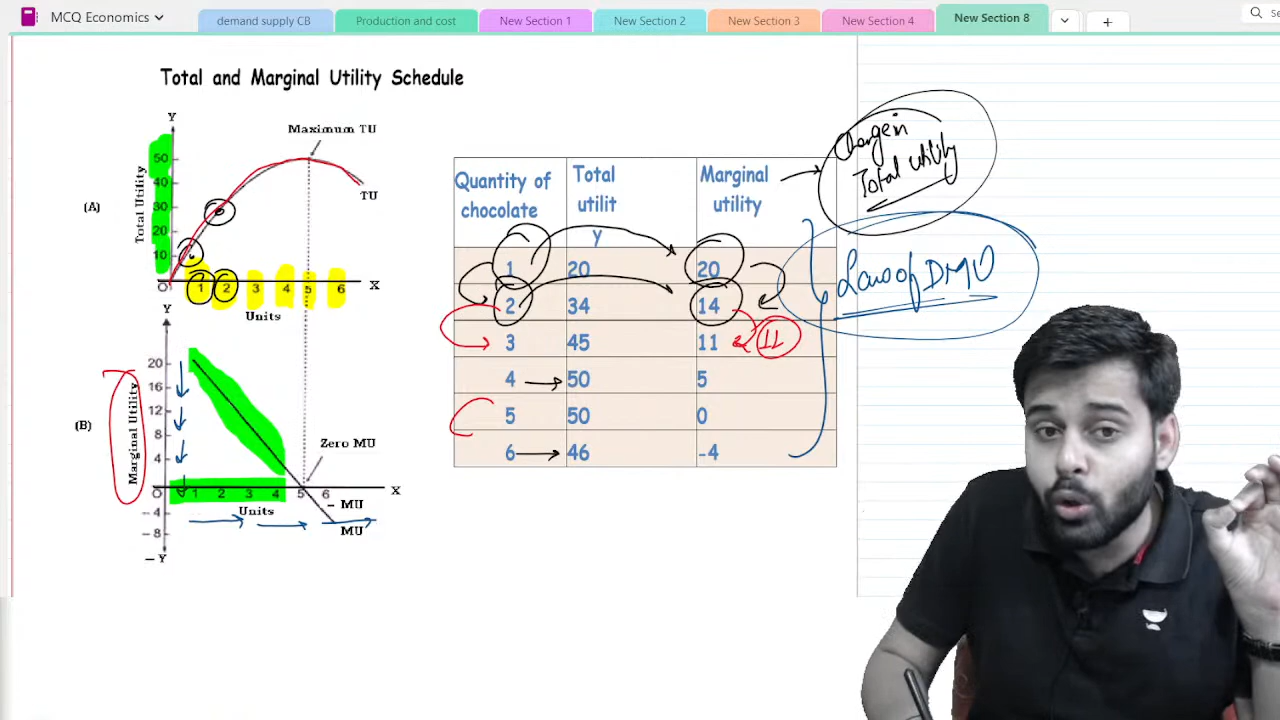 MCQ Economics
demand supply CB
Production and cost
New Section 1
New Section 2
New Section 3
New Section 4
New Section 8
+
Total and Marginal Utility Schedule
Y
Maximum TU
50
40
30
20
10
Total Utility
(A)
TU
O
1 2 3 4 5 6 X
Units
Y
20
16
12
8
4
Marginal Utility
(B)
Zero MU
O 1 2 3 4 5 6 X
Units
- MU
MU
-4
-8
-Y
Quantity of chocolate Total utilit y Marginal utility
1 20 20
2 34 14
3 45 11
4 50 5
5 50 0
6 46 -4
11
Change in
Total utility
Law of DMU